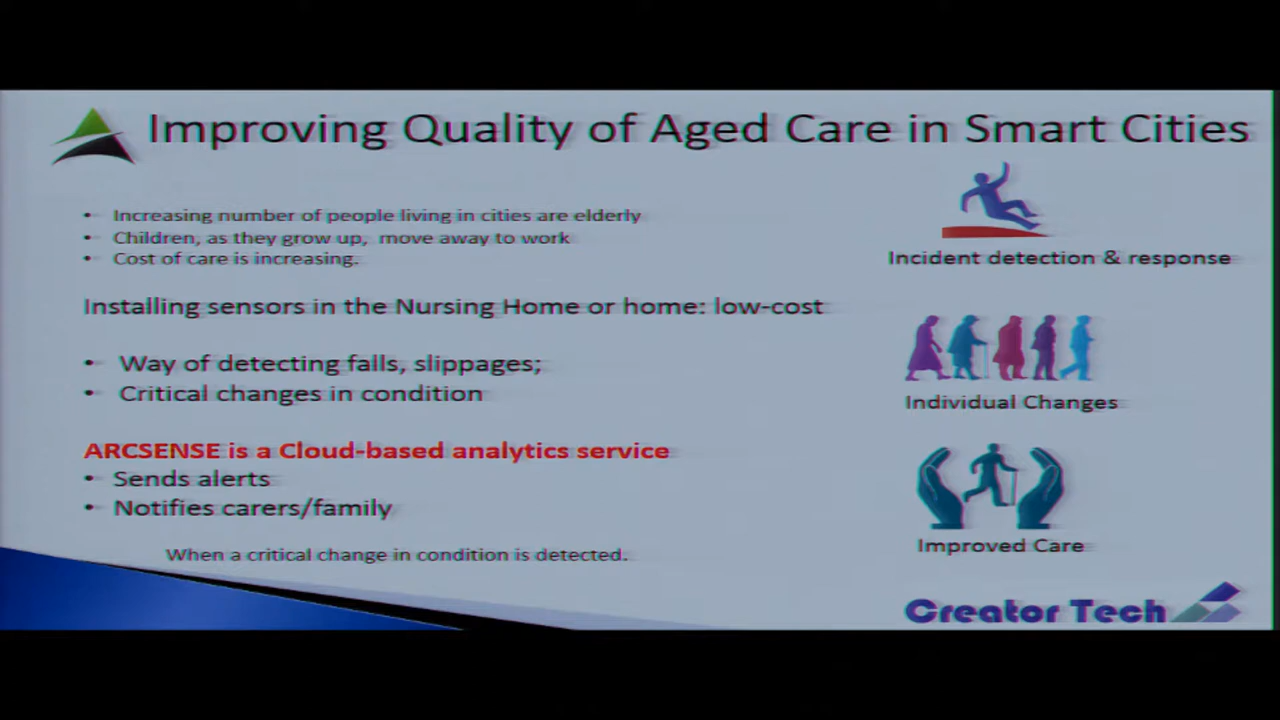 Improving Quality of Aged Care in Smart Cities
• Increasing number of people living in cities are elderly
• Children, as they grow up, move away to work
• Cost of care is increasing.
Installing sensors in the Nursing Home or home: low-cost
• Way of detecting falls, slippages;
• Critical changes in condition
ARCSENSE is a Cloud-based analytics service
• Sends alerts
• Notifies carers/family
When a critical change in condition is detected.
Incident detection & response
Individual Changes
Improved Care
Creator Tech